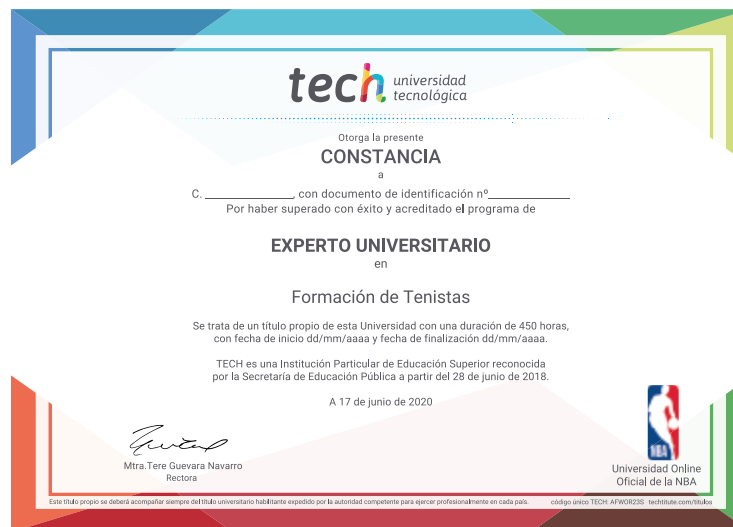 tech universidad
tecnológica
Otorga la presente
CONSTANCIA
a
C. ______________, con documento de identificación nº______________
Por haber superado con éxito y acreditado el programa de
EXPERTO UNIVERSITARIO
en
Formación de Tenistas
Se trata de un título propio de esta Universidad con una duración de 450 horas,
con fecha de inicio dd/mm/aaaa y fecha de finalización dd/mm/aaaa.
TECH es una Institución Particular de Educación Superior reconocida
por la Secretaría de Educación Pública a partir del 28 de junio de 2018.
A 17 de junio de 2020
Mtra.Tere Guevara Navarro
Rectora
NBA
Universidad Online
Oficial de la NBA
Este título propio se deberá acompañar siempre del título universitario habilitante expedido por la autoridad competente para ejercer profesionalmente en cada país. código único TECH: AFWOR23S techtitute.com/titulos